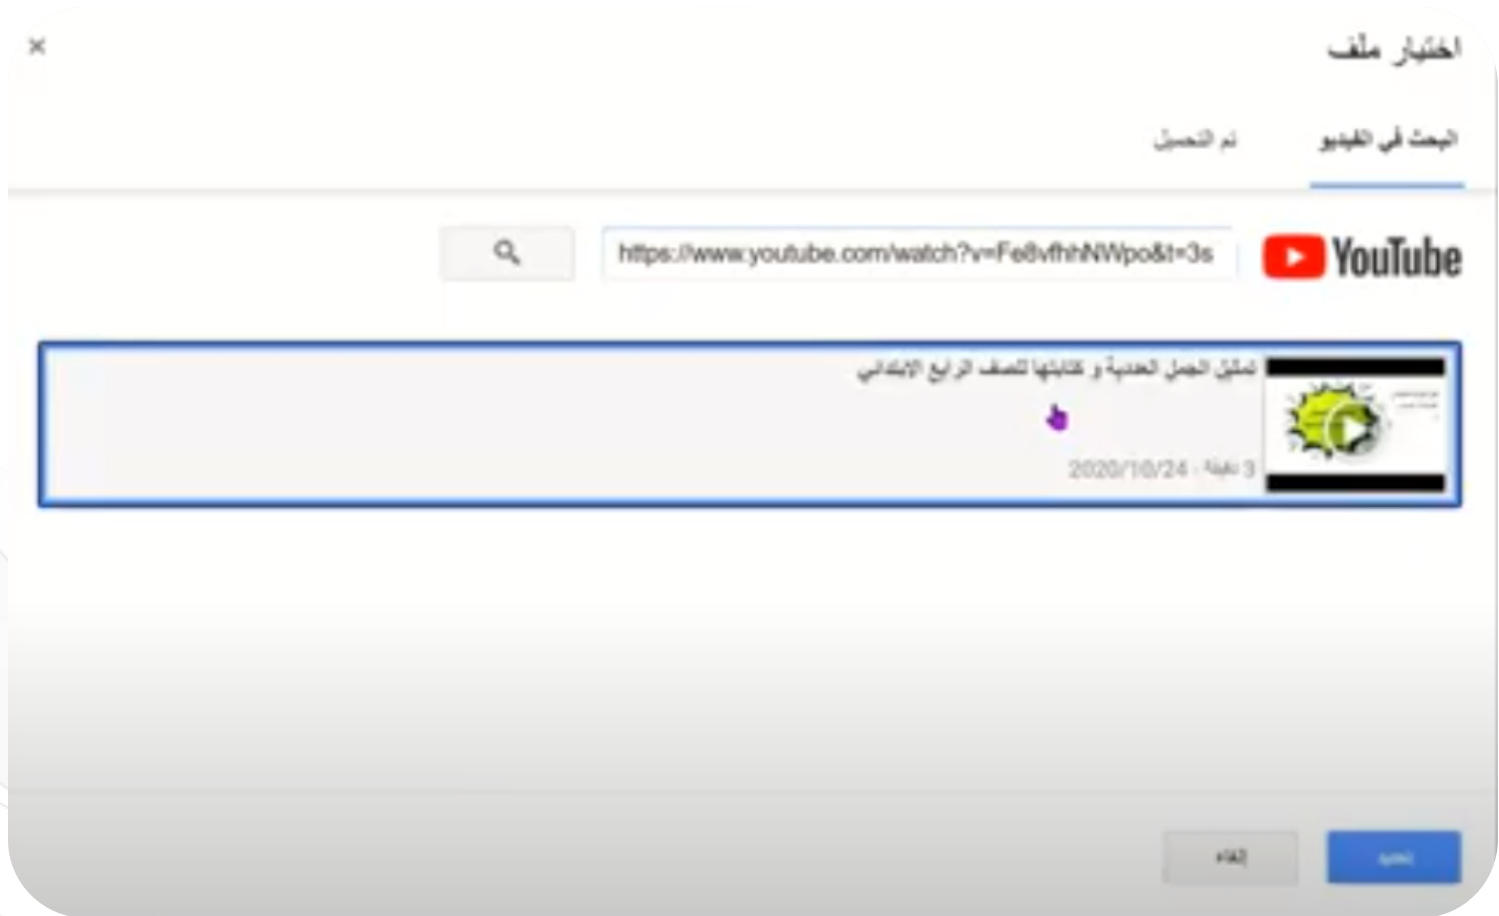 اختيار ملف
البحث في الفيديو
تم التحميل
YouTube
https://www.youtube.com/watch?v=Fe8vfhhNWpo&t=3s
تمثيل الجمل العددية و كتابتها للصف الرابع الابتدائي
3 دقيقة - 2020/10/24
تحديد
إلغاء